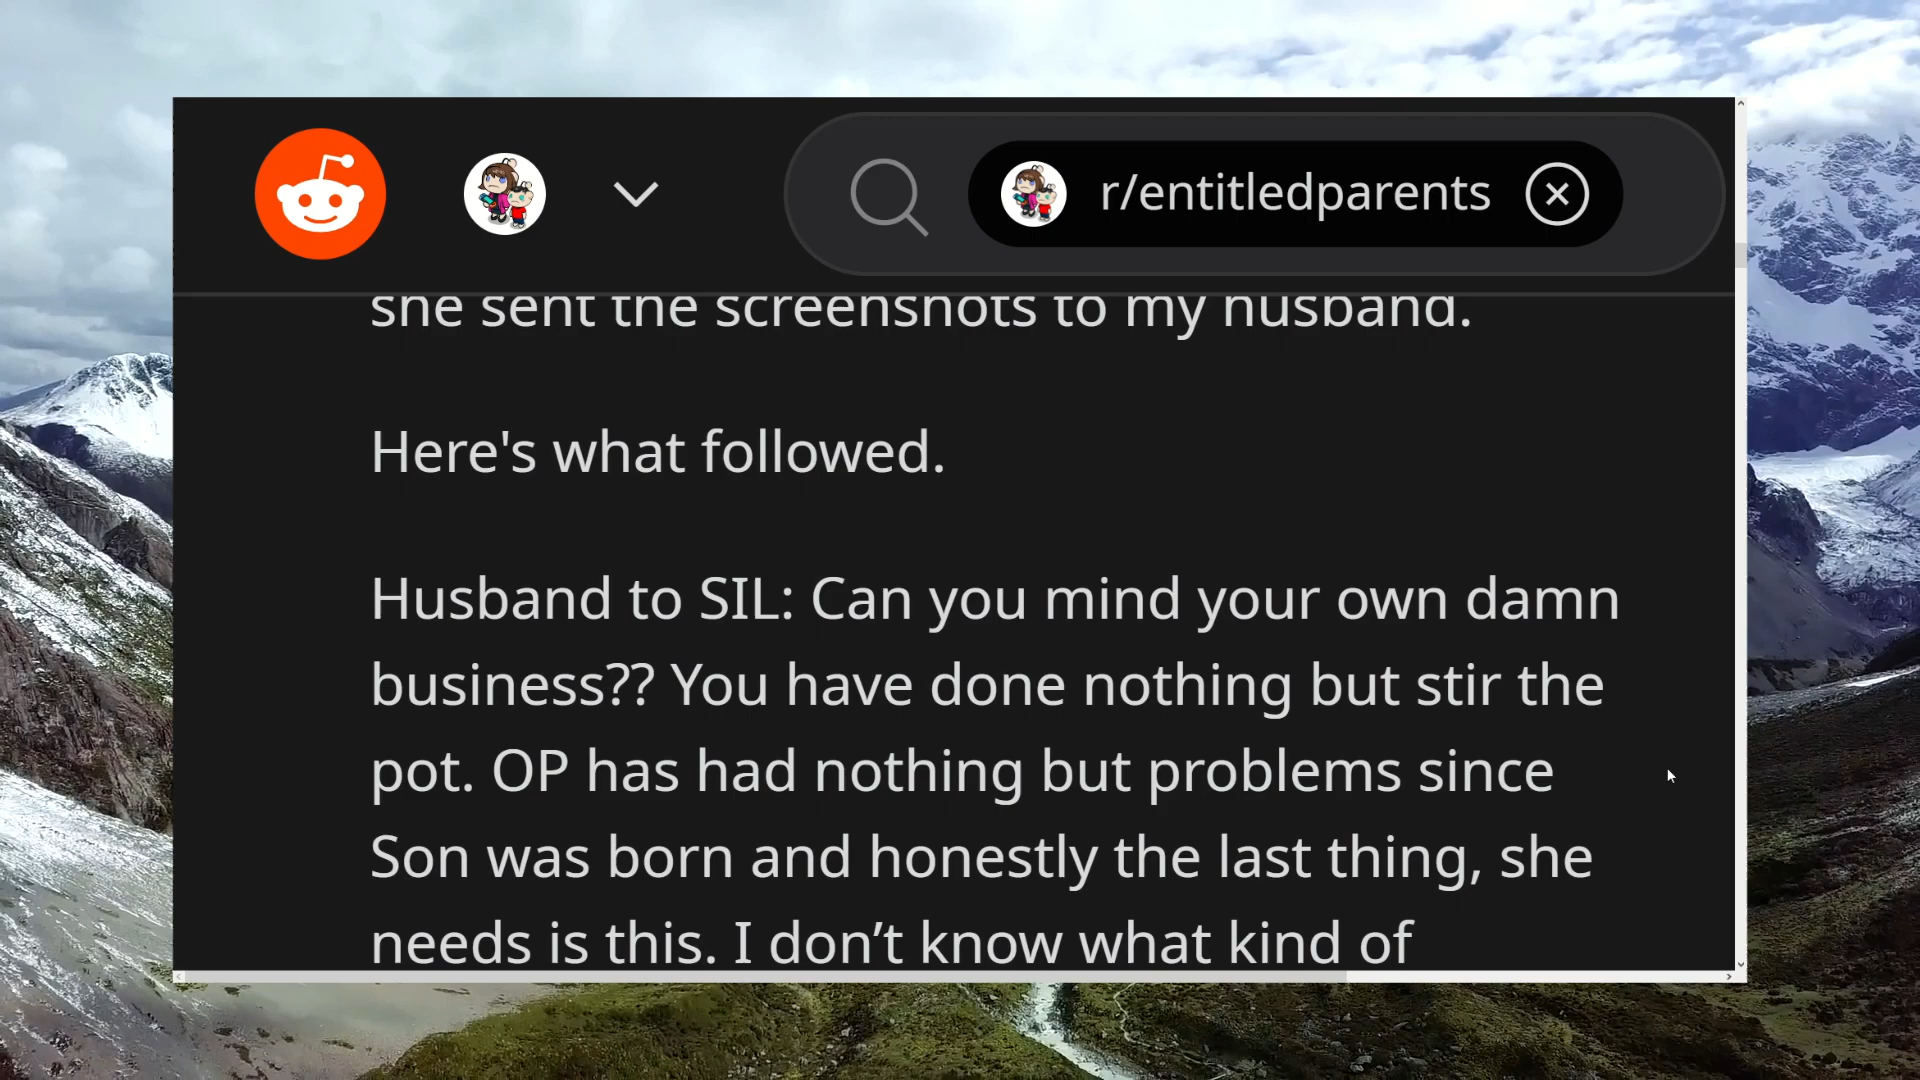 r/entitledparents
she sent the screenshots to my husband.
Here's what followed.
Husband to SIL: Can you mind your own damn
business?? You have done nothing but stir the
pot. OP has had nothing but problems since
Son was born and honestly the last thing, she
needs is this. I don’t know what kind of